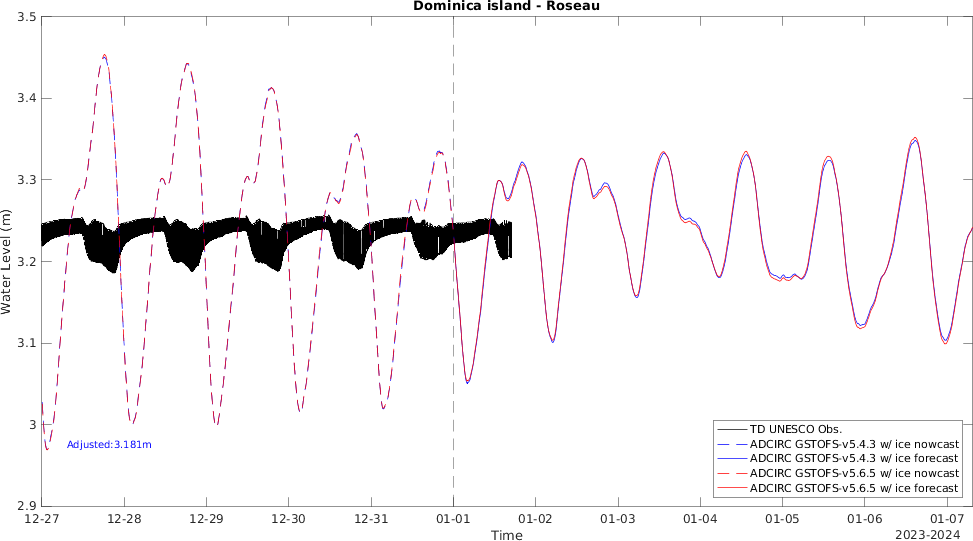 Dominica island - Roseau
3.5
3.4
3.3
3.2
3.1
3
2.9
Water Level (m)
Adjusted:3.181m
TD UNESCO Obs.
ADCIRC GSTOFS-v5.4.3 w/ ice nowcast
ADCIRC GSTOFS-v5.4.3 w/ ice forecast
ADCIRC GSTOFS-v5.6.5 w/ ice nowcast
ADCIRC GSTOFS-v5.6.5 w/ ice forecast
12-27 12-28 12-29 12-30 12-31 01-01 01-02 01-03 01-04 01-05 01-06 01-07
Time
2023-2024